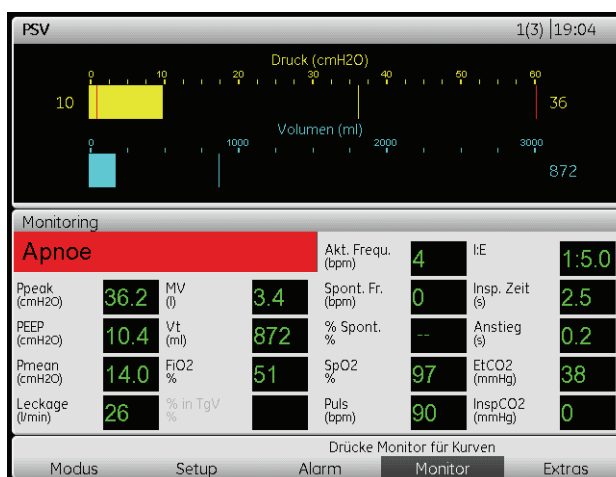 PSV 1(3) 19:04
Druck (cmH2O)
0 10 20 30 40 50 60
10 36
Volumen (ml)
0 1000 2000 3000
872
Monitoring
Apnoe Akt. Frequ. (bpm) 4 I:E 1:5.0
Ppeak (cmH2O) 36.2 MV (l) 3.4 Spont. Fr. (bpm) 0 Insp. Zeit (s) 2.5
PEEP (cmH2O) 10.4 Vt (ml) 872 % Spont. % -- Anstieg (s) 0.2
Pmean (cmH2O) 14.0 FiO2 % 51 SpO2 % 97 EtCO2 (mmHg) 38
Leckage (l/min) 26 % in TgV % Puls (bpm) 90 InspCO2 (mmHg) 0
Drücke Monitor für Kurven
Modus Setup Alarm Monitor Extras